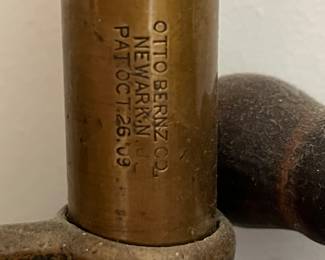 OTTO BERNZ CO.
NEWARK, N.J.
PAT. OCT. 26, 09